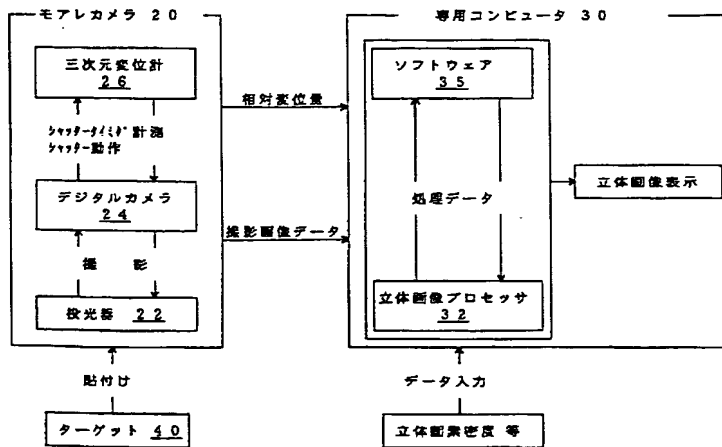 モアレカメラ 20
三次元変位計
26
シャッタータイミング計測
シャッター動作
デジタルカメラ
24
撮 影
投光器 22
貼付け
ターゲット 40
相対変位量
撮影画像データ
専用コンピュータ 30
ソフトウェア
35
処理データ
立体画像プロセッサ
32
データ入力
立体画素密度 等
立体画像表示